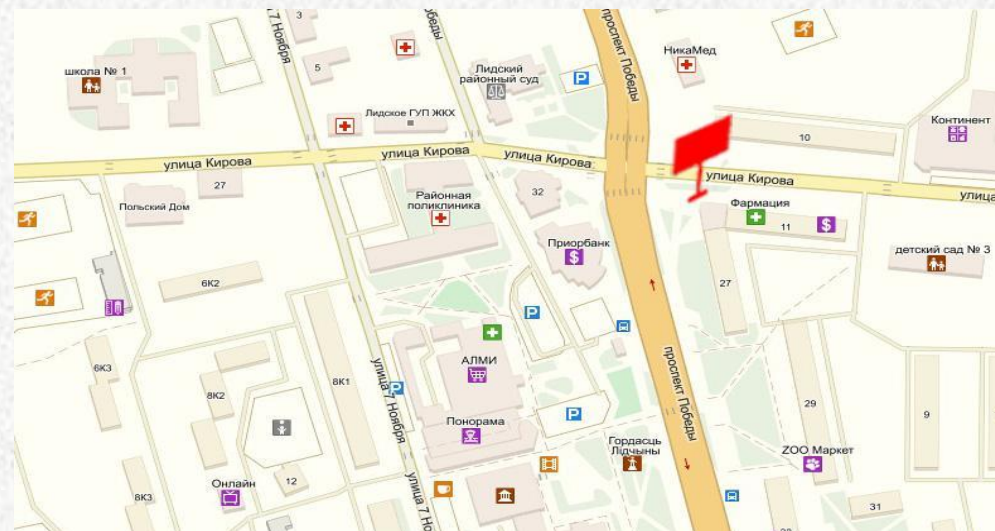 улица 7 Ноября
3
обеды
проспект Победы
НикаМед
школа № 1
5
Лидский
районный суд
P
Лидское ГУП ЖКХ
10
Континент
улица Кирова
улица Кирова
улица Кирова
улица Кирова
улица
27
Польский Дом
Районная
поликлиника
32
Фармация
11
$
Приорбанк
$
детский сад № 3
6К2
27
P
6К3
8К2
8К1
улица 7 Ноября
P
АЛМИ
P
проспект Победы
29
9
Понорама
Гордасць
Лідчыны
ZOO Маркет
Онлайн
12
8К3
улица 7 Но
31